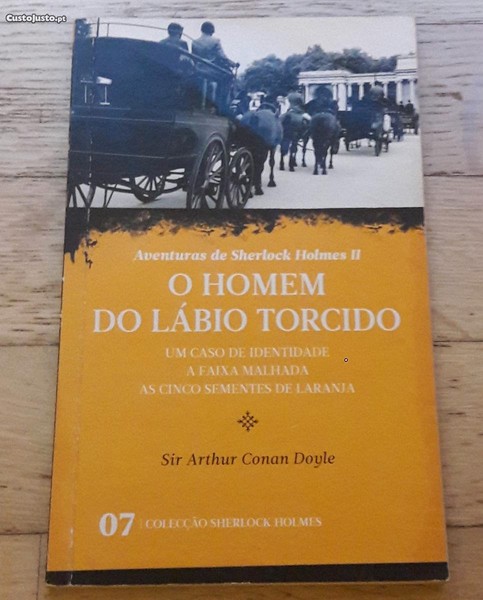 CustoJusto.pt
Aventuras de Sherlock Holmes II
O HOMEM
DO LÁBIO TORCIDO
UM CASO DE IDENTIDADE
A FAIXA MALHADA
AS CINCO SEMENTES DE LARANJA
Sir Arthur Conan Doyle
07 | COLECÇÃO SHERLOCK HOLMES